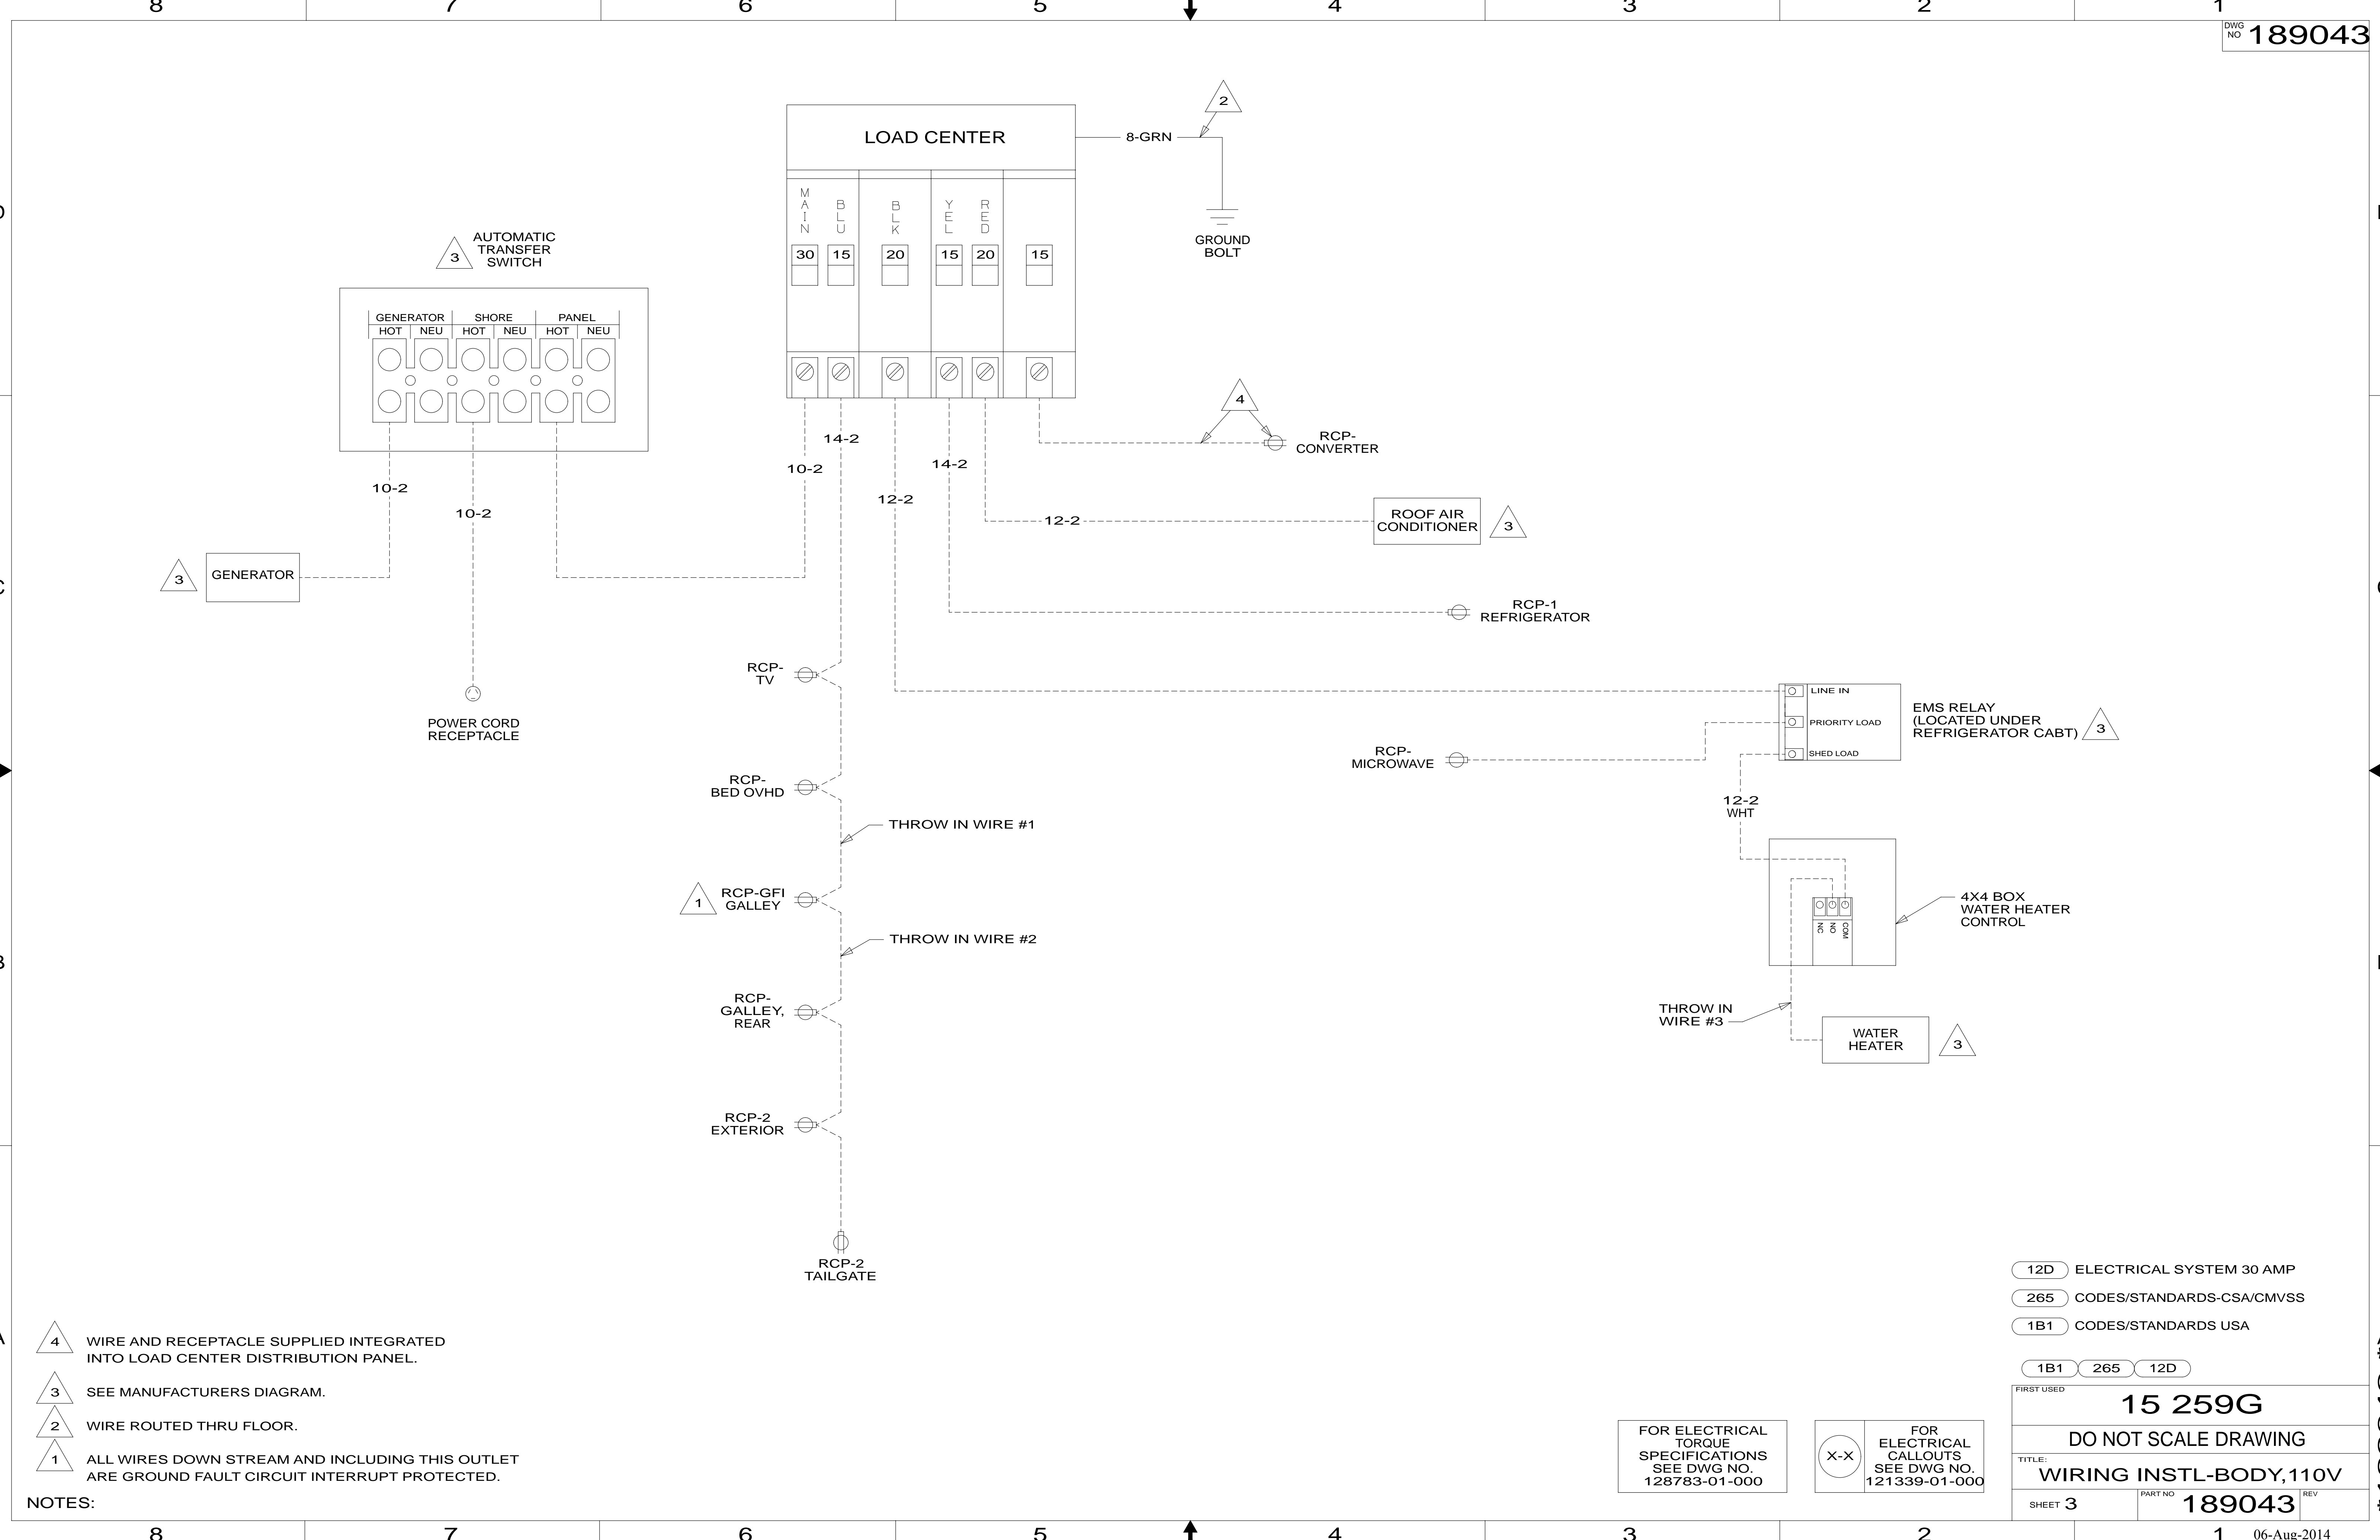 8 7 6 5 4 3 2 1
DWG
NO 189043
LOAD CENTER
8-GRN
2
GROUND
BOLT
MAIN
BLU
BLK
YEL
RED
30 15 20 15 20 15
3
AUTOMATIC
TRANSFER
SWITCH
GENERATOR SHORE PANEL
HOT NEU HOT NEU HOT NEU
10-2
10-2
10-2
14-2
12-2
14-2
12-2
4
RCP-
CONVERTER
ROOF AIR
CONDITIONER
3
3
GENERATOR
RCP-1
REFRIGERATOR
POWER CORD
RECEPTACLE
RCP-
TV
LINE IN
PRIORITY LOAD
SHED LOAD
EMS RELAY
(LOCATED UNDER
REFRIGERATOR CABT)
3
RCP-
MICROWAVE
RCP-
BED OVHD
12-2
WHT
THROW IN WIRE #1
1
RCP-GFI
GALLEY
NC
NO
COM
4X4 BOX
WATER HEATER
CONTROL
THROW IN WIRE #2
RCP-
GALLEY,
REAR
THROW IN
WIRE #3
WATER
HEATER
3
RCP-2
EXTERIOR
RCP-2
TAILGATE
12D ELECTRICAL SYSTEM 30 AMP
265 CODES/STANDARDS-CSA/CMVSS
1B1 CODES/STANDARDS USA
1B1 265 12D
4 WIRE AND RECEPTACLE SUPPLIED INTEGRATED
INTO LOAD CENTER DISTRIBUTION PANEL.
3 SEE MANUFACTURERS DIAGRAM.
2 WIRE ROUTED THRU FLOOR.
1 ALL WIRES DOWN STREAM AND INCLUDING THIS OUTLET
ARE GROUND FAULT CIRCUIT INTERRUPT PROTECTED.
NOTES:
FOR ELECTRICAL
TORQUE
SPECIFICATIONS
SEE DWG NO.
128783-01-000
X-X
FOR
ELECTRICAL
CALLOUTS
SEE DWG NO.
121339-01-000
FIRST USED
15 259G
DO NOT SCALE DRAWING
TITLE:
WIRING INSTL-BODY,110V
SHEET 3
PART NO 189043
REV
8 7 6 5 4 3 2 1
06-Aug-2014